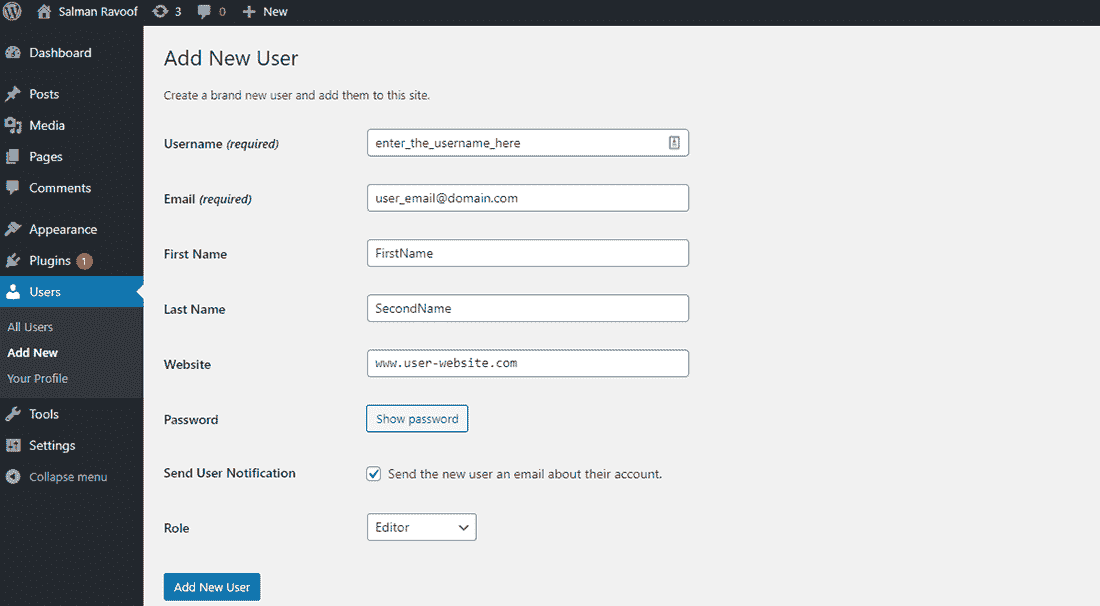 Salman Ravoof 3 0 New
Dashboard
Posts
Media
Pages
Comments
Appearance
Plugins 1
Users
All Users
Add New
Your Profile
Tools
Settings
Collapse menu
Add New User
Create a brand new user and add them to this site.
Username (required) enter_the_username_here
Email (required) user_email@domain.com
First Name FirstName
Last Name SecondName
Website www.user-website.com
Password Show password
Send User Notification Send the new user an email about their account.
Role Editor
Add New User